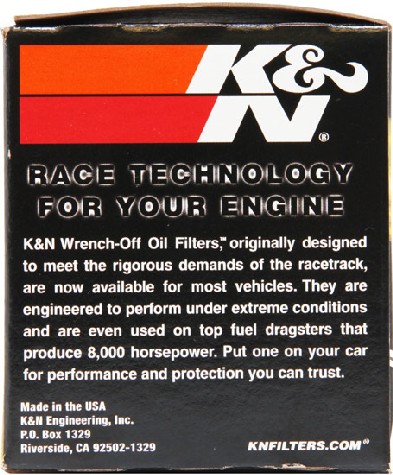 K&N®
RACE TECHNOLOGY
FOR YOUR ENGINE
K&N Wrench-Off Oil Filters,™ originally designed
to meet the rigorous demands of the racetrack,
are now available for most vehicles. They are
engineered to perform under extreme conditions
and are even used on top fuel dragsters that
produce 8,000 horsepower. Put one on your car
for performance and protection you can trust.
Made in the USA
K&N Engineering, Inc.
P.O. Box 1329
Riverside, CA 92502-1329
KNFILTERS.COM®